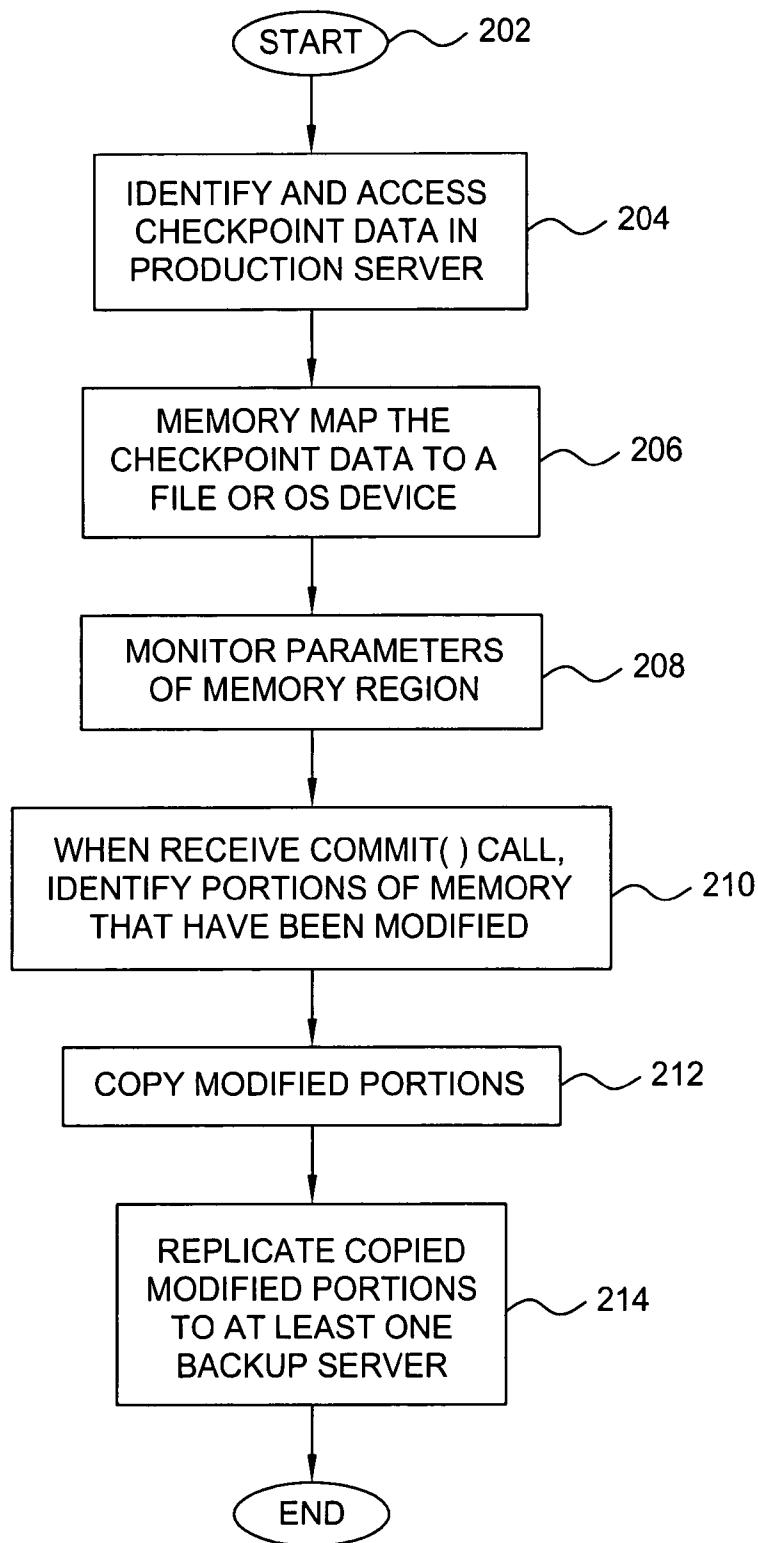 START
202
IDENTIFY AND ACCESS
CHECKPOINT DATA IN
PRODUCTION SERVER
204
MEMORY MAP THE
CHECKPOINT DATA TO A
FILE OR OS DEVICE
206
MONITOR PARAMETERS
OF MEMORY REGION
208
WHEN RECEIVE COMMIT( ) CALL,
IDENTIFY PORTIONS OF MEMORY
THAT HAVE BEEN MODIFIED
210
COPY MODIFIED PORTIONS
212
REPLICATE COPIED
MODIFIED PORTIONS
TO AT LEAST ONE
BACKUP SERVER
214
END